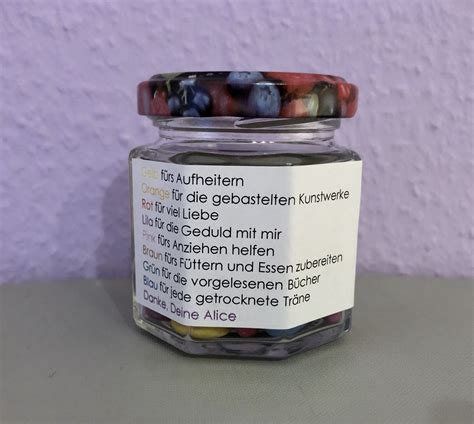 Gelb fürs Aufheitern
Orange für die gebastelten Kunstwerke
Rot für viel Liebe
Lila für die Geduld mit mir
Pink fürs Anziehen helfen
Braun fürs Füttern und Essen zubereiten
Grün für die vorgelesenen Bücher
Blau für jede getrocknete Träne
Danke, Deine Alice